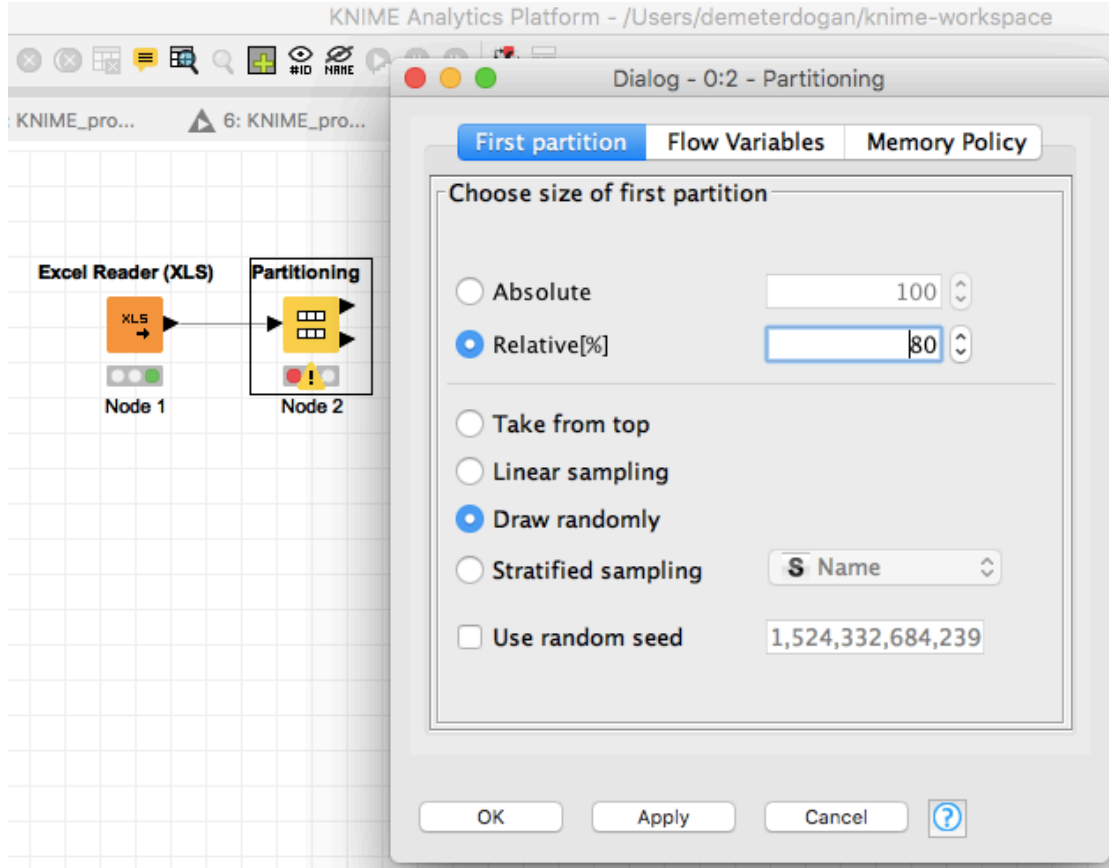 KNIME Analytics Platform - /Users/demeterdogan/knime-workspace
#ID NAME
Dialog - 0:2 - Partitioning
: KNIME_pro... 6: KNIME_pro...
First partition Flow Variables Memory Policy
Choose size of first partition
Excel Reader (XLS) Partitioning
XLS
Node 1 Node 2
Absolute 100
Relative[%] 80
Take from top
Linear sampling
Draw randomly
Stratified sampling S Name
Use random seed 1,524,332,684,239
OK Apply Cancel ?